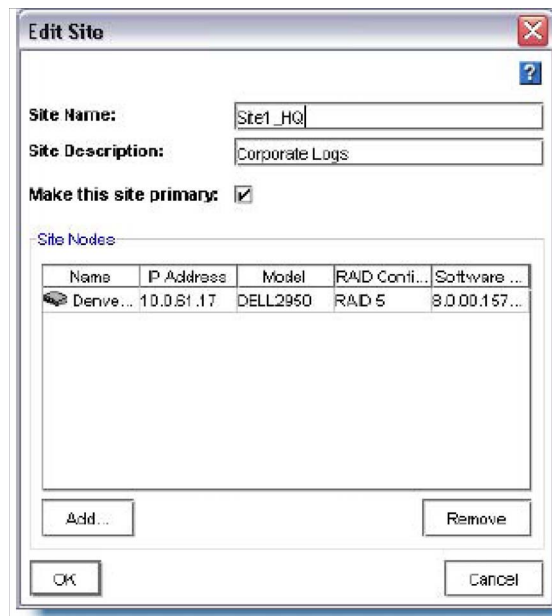 Edit Site
?
Site Name: Site1_HQ
Site Description: Corporate Logs
Make this site primary:
Site Nodes
Name IP Address Model RAID Confi... Software ...
Denve... 10.0.61.17 DELL2950 RAID 5 8.0.00.157...
Add... Remove
OK Cancel